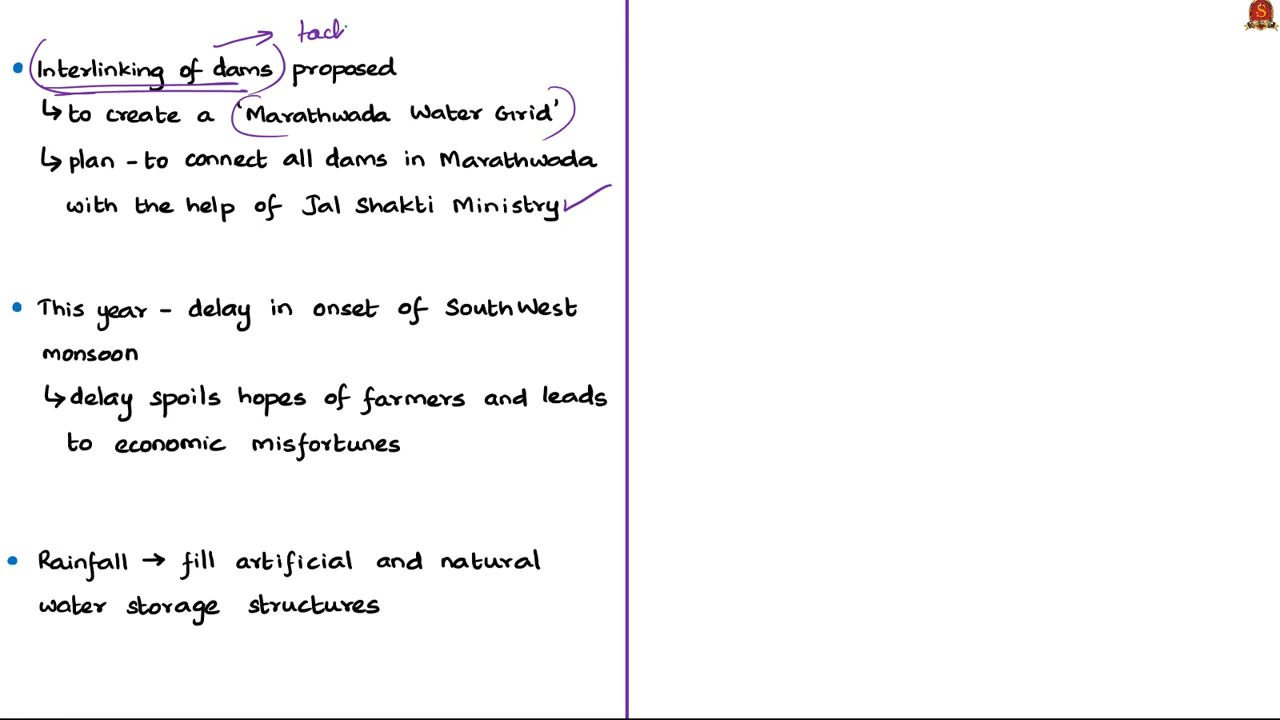 • Interlinking of dams proposed
↳ to create a 'Marathwada Water Grid'
↳ plan - to connect all dams in Marathwada
with the help of Jal Shakti Ministry
• This year - delay in onset of SouthWest
monsoon
↳ delay spoils hopes of farmers and leads
to economic misfortunes
• Rainfall → fill artificial and natural
water storage structures